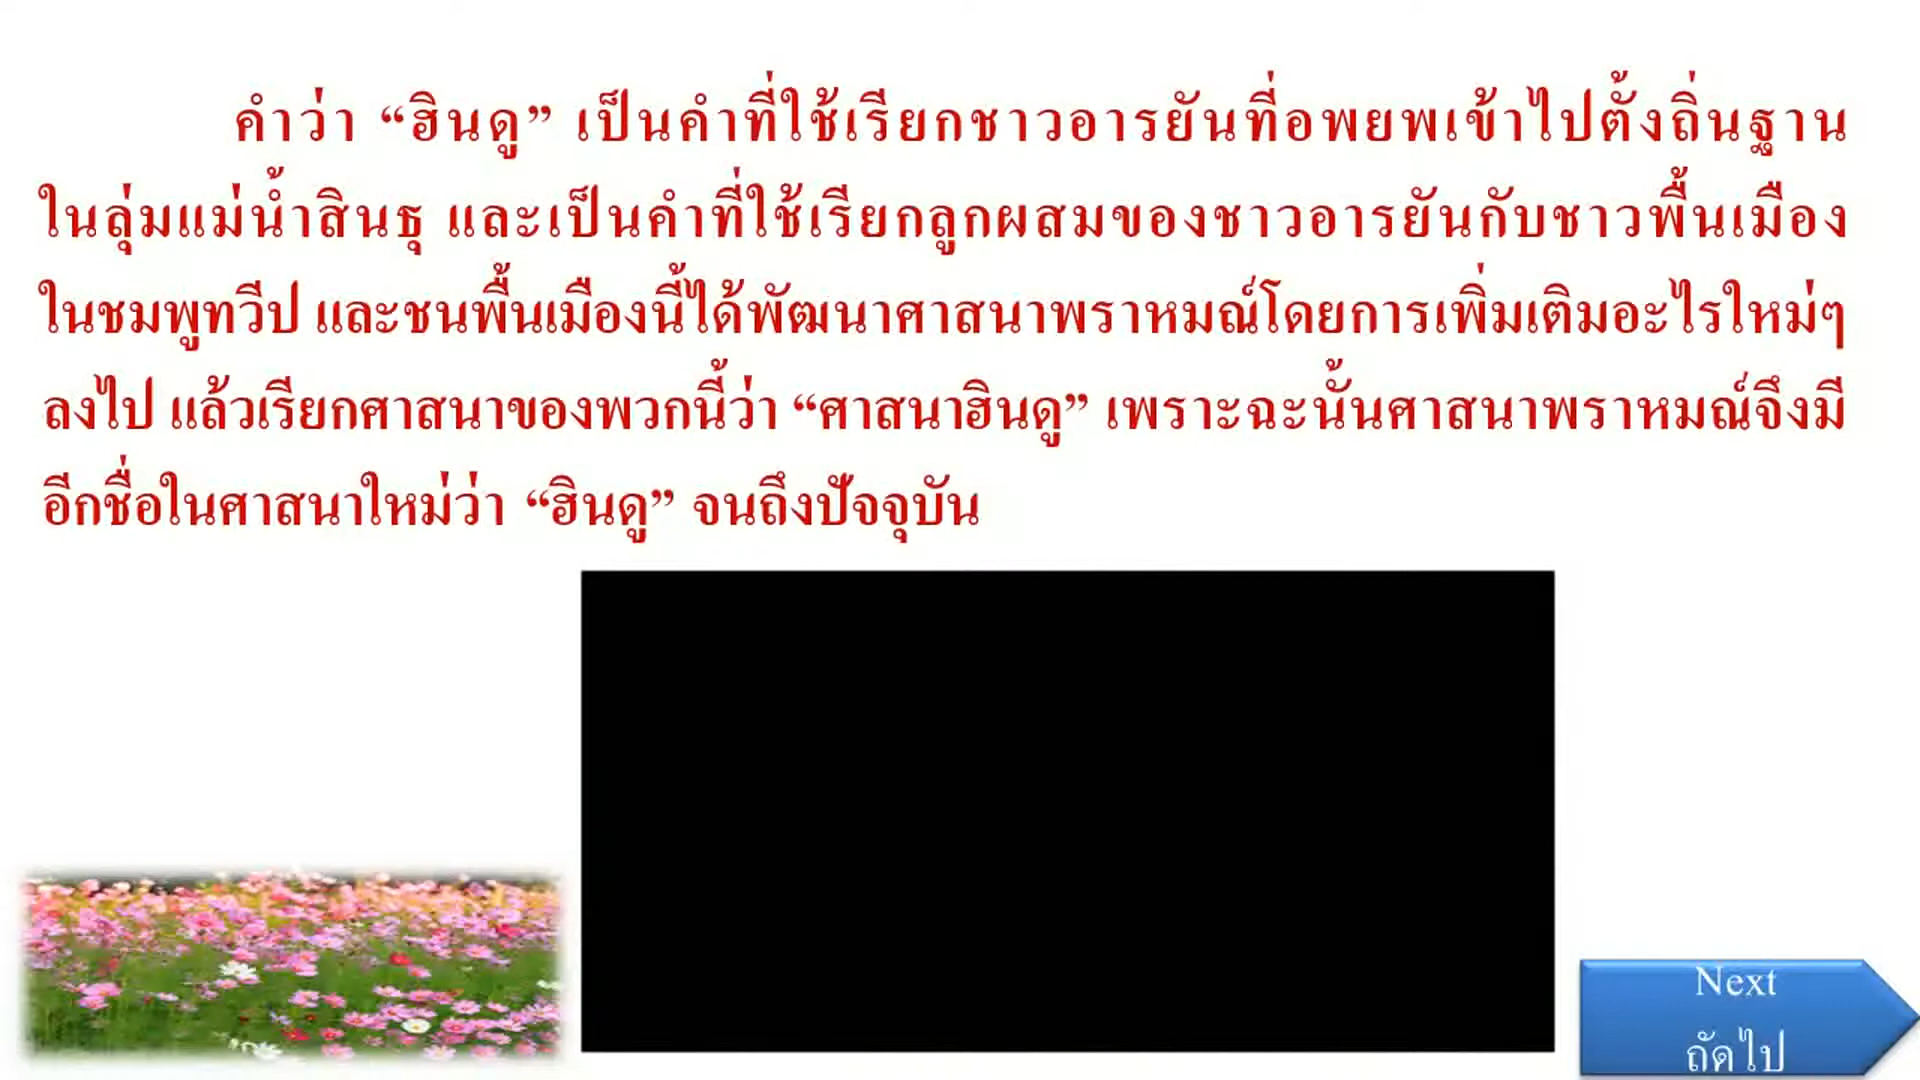 คำว่า “ฮินดู” เป็นคำที่ใช้เรียกชาวอารยันที่อพยพเข้าไปตั้งถิ่นฐาน
ในลุ่มแม่น้ำสินธุ และเป็นคำที่ใช้เรียกลูกผสมของชาวอารยันกับชาวพื้นเมือง
ในชมพูทวีป และชนพื้นเมืองนี้ได้พัฒนาศาสนาพราหมณ์โดยการเพิ่มเติมอะไรใหม่ๆ
ลงไป แล้วเรียกศาสนาของพวกนี้ว่า “ศาสนาฮินดู” เพราะฉะนั้นศาสนาพราหมณ์จึงมี
อีกชื่อในศาสนาใหม่ว่า “ฮินดู” จนถึงปัจจุบัน
Next
ถัดไป